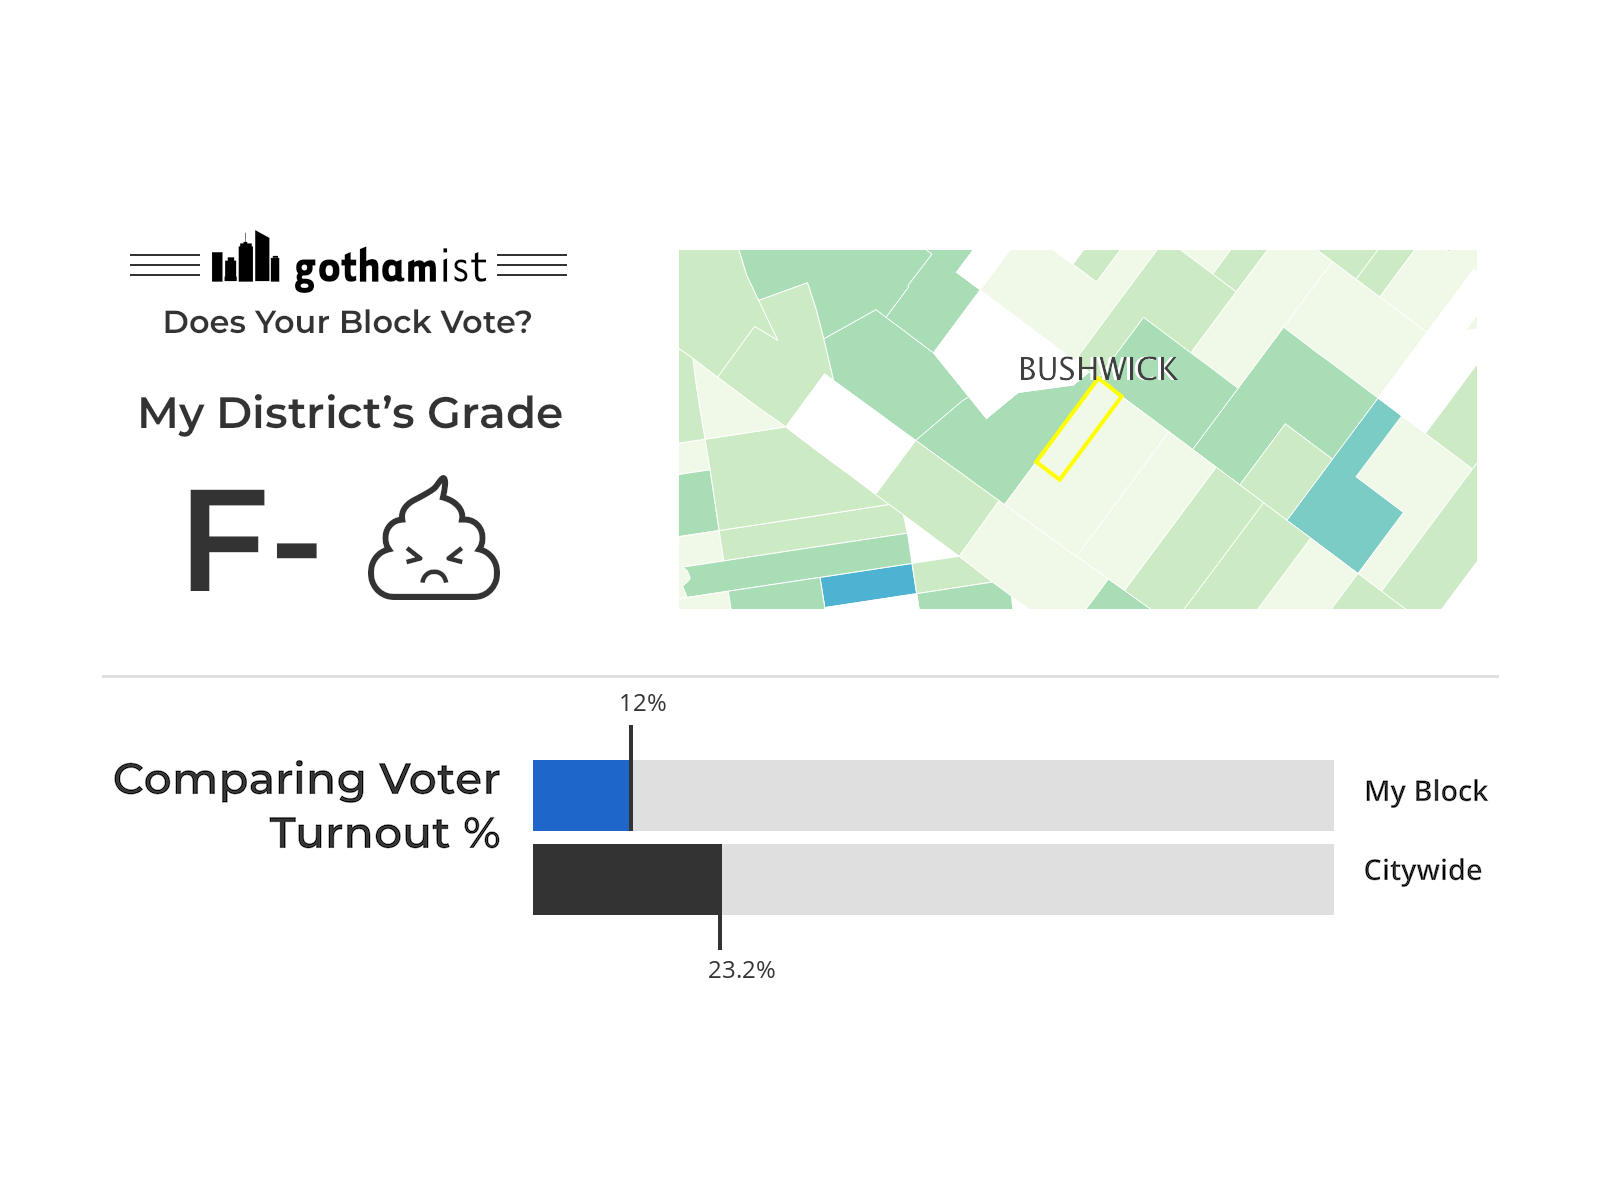 gothamist
Does Your Block Vote?
My District’s Grade
F-
BUSHWICK
12%
Comparing Voter
Turnout %
My Block
Citywide
23.2%